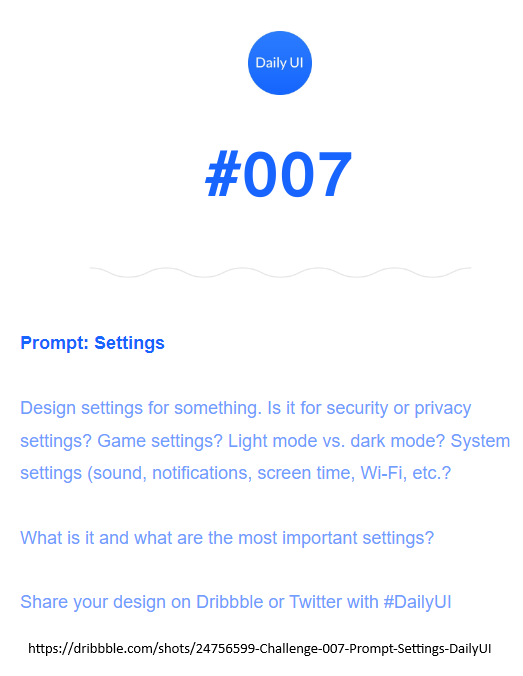 Daily UI
#007
Prompt: Settings
Design settings for something. Is it for security or privacy
settings? Game settings? Light mode vs. dark mode? System
settings (sound, notifications, screen time, Wi-Fi, etc.?
What is it and what are the most important settings?
Share your design on Dribbble or Twitter with #DailyUI
https://dribbble.com/shots/24756599-Challenge-007-Prompt-Settings-DailyUI